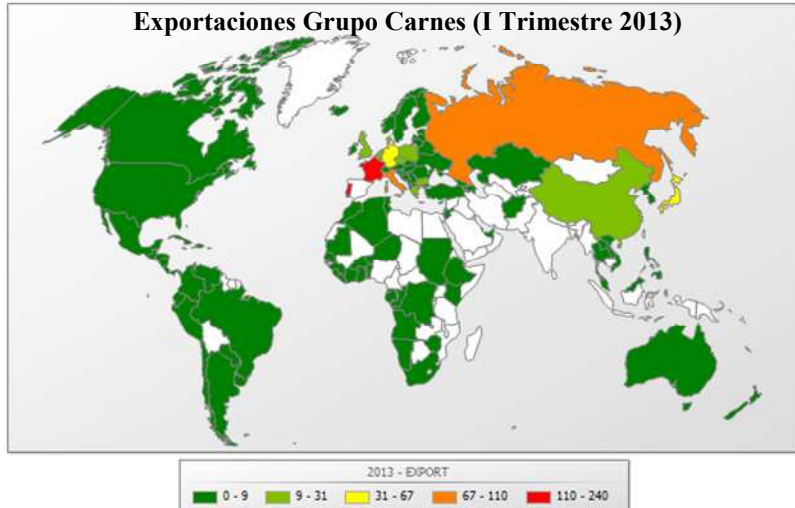 Exportaciones Grupo Carnes (I Trimestre 2013)
2013 - EXPORT
0 - 9 9 - 31 31 - 67 67 - 110 110 - 240